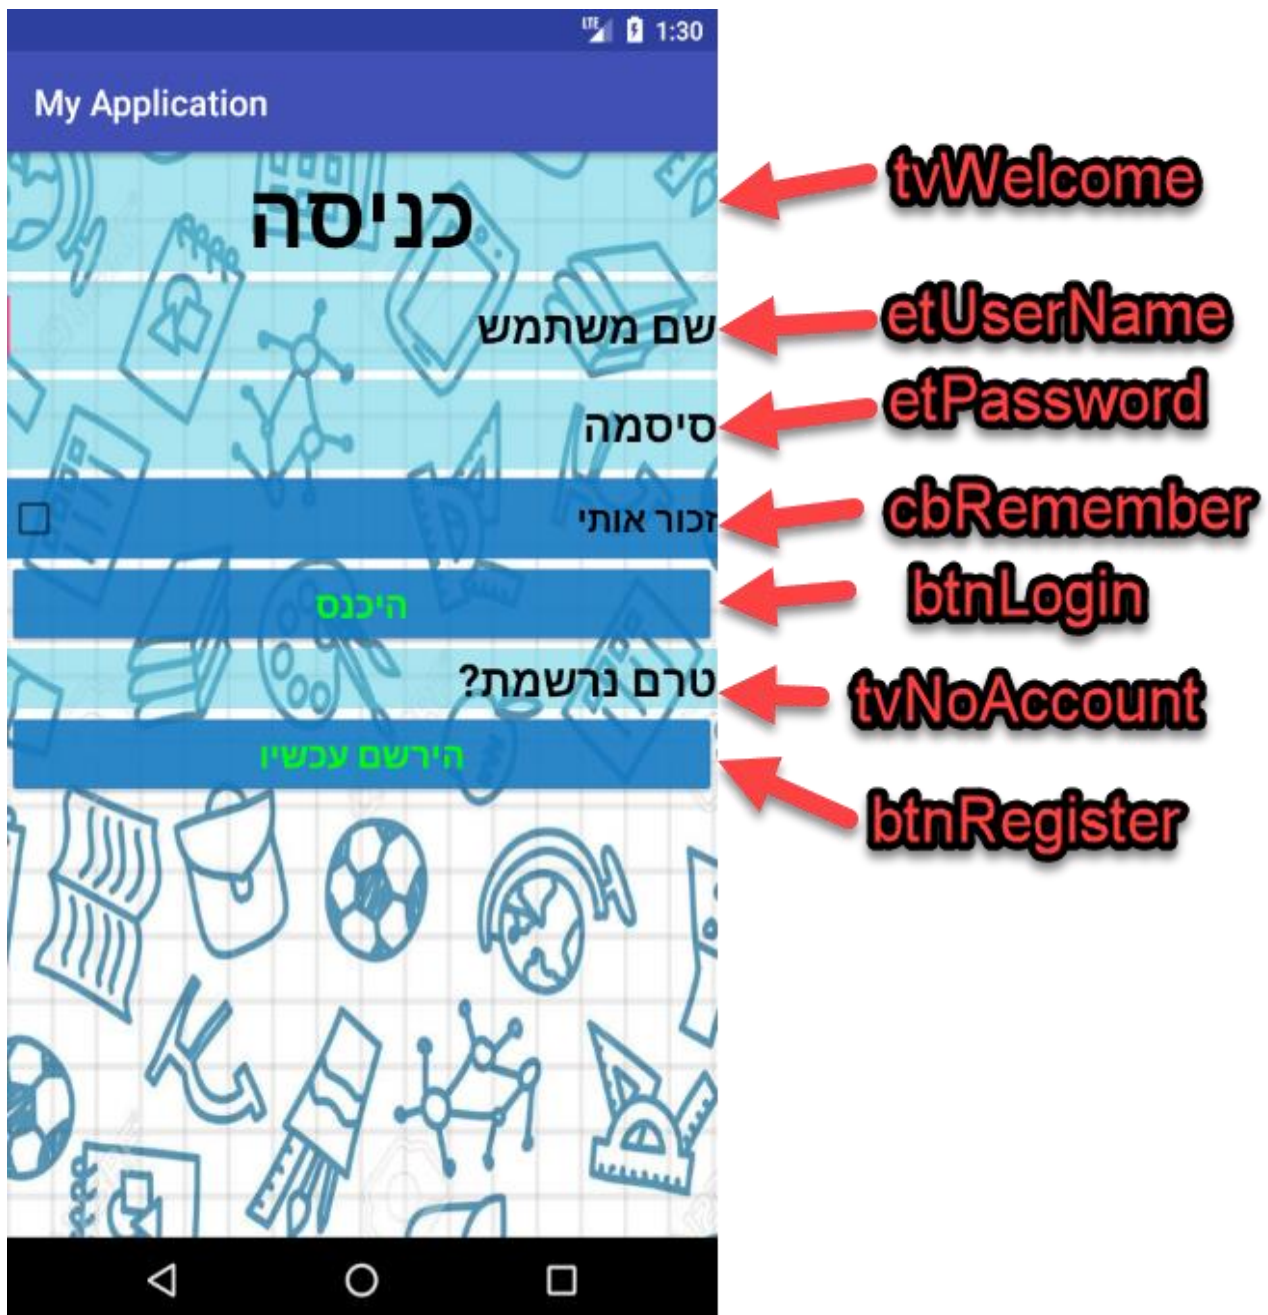 LTE 1:30
My Application
כניסה
tvWelcome
שם משתמש
etUserName
סיסמה
etPassword
זכור אותי
cbRemember
היכנס
btnLogin
טרם נרשמת?
tvNoAccount
הירשם עכשיו
btnRegister